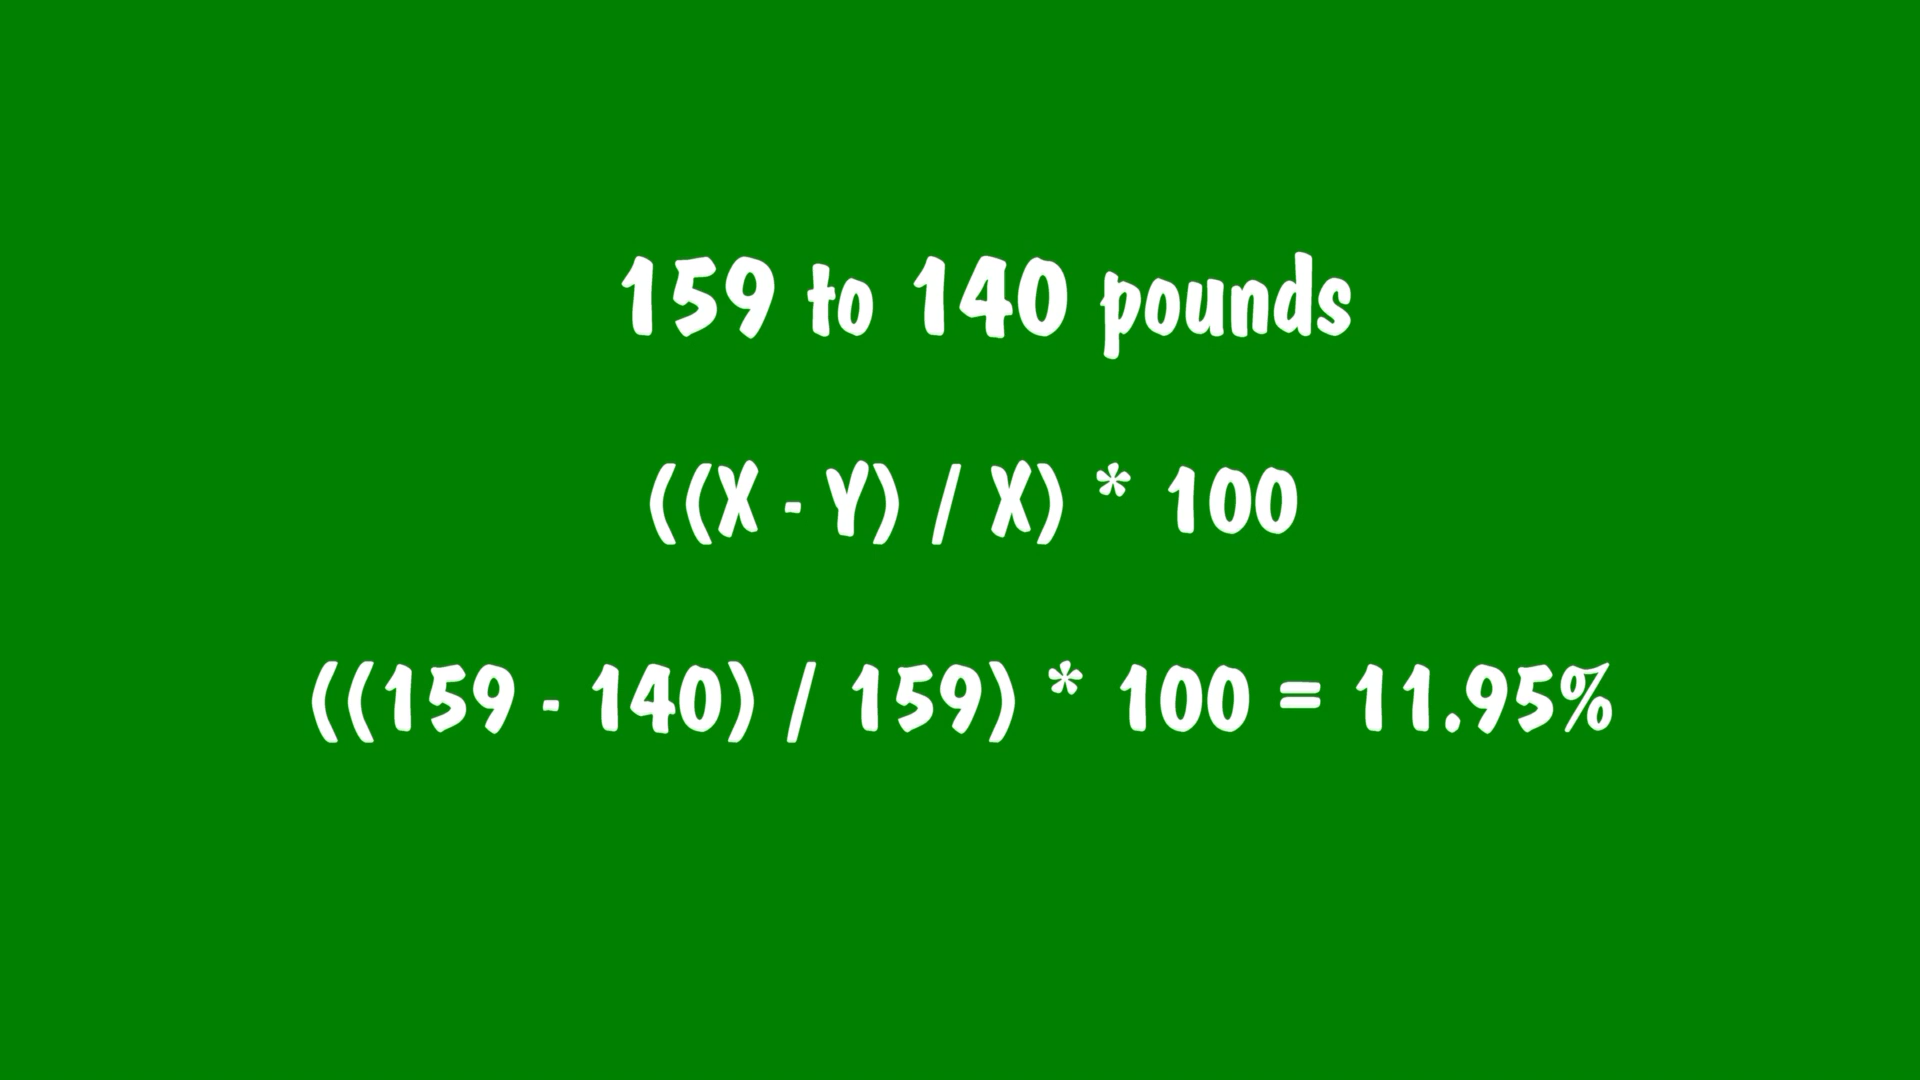 159 to 140 pounds
((X - Y) / X) * 100
((159 - 140) / 159) * 100 = 11.95%